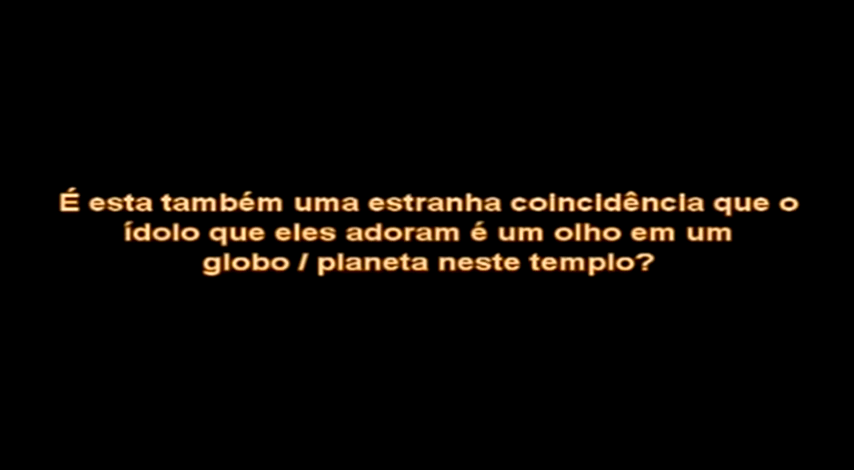 É esta também uma estranha coincidência que o
ídolo que eles adoram é um olho em um
globo / planeta neste templo?